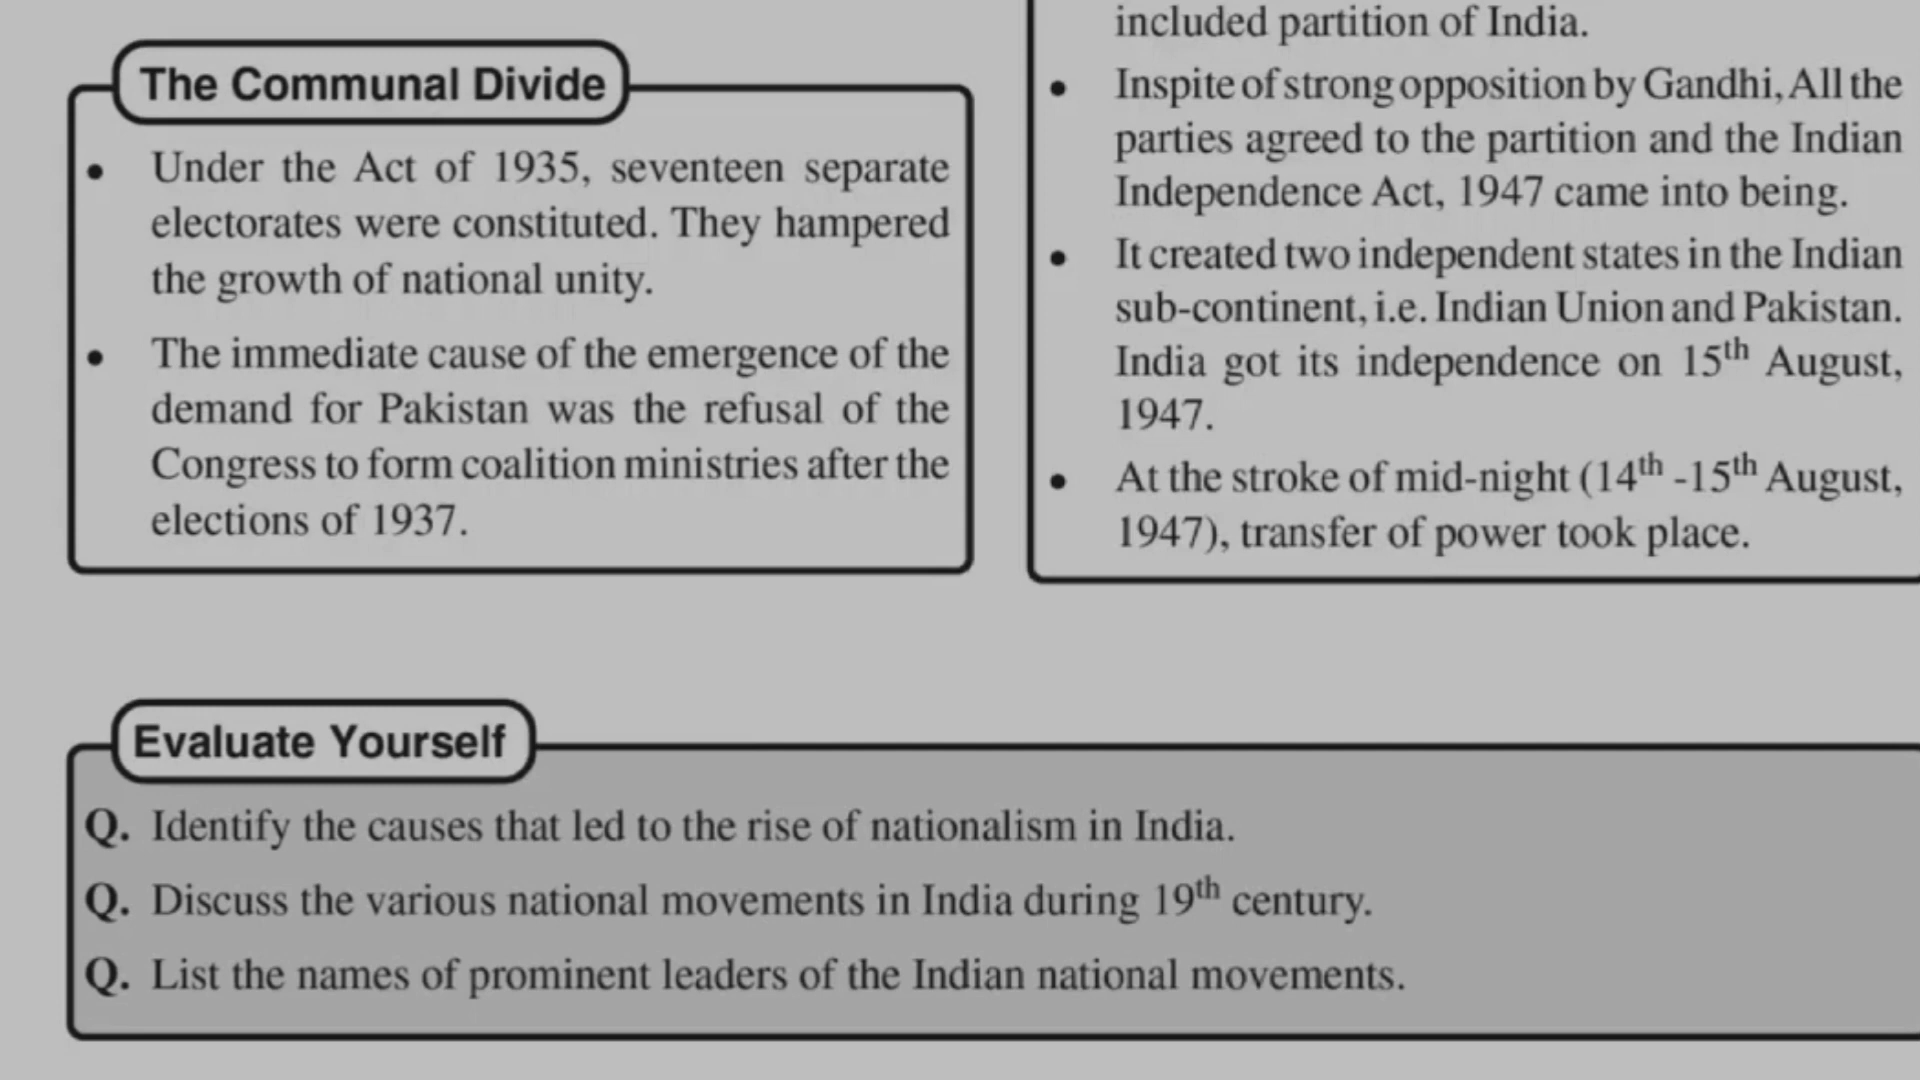 The Communal Divide
• Under the Act of 1935, seventeen separate
electorates were constituted. They hampered
the growth of national unity.
• The immediate cause of the emergence of the
demand for Pakistan was the refusal of the
Congress to form coalition ministries after the
elections of 1937.
included partition of India.
• Inspite of strong opposition by Gandhi, All the
parties agreed to the partition and the Indian
Independence Act, 1947 came into being.
• It created two independent states in the Indian
sub-continent, i.e. Indian Union and Pakistan.
India got its independence on 15th August,
1947.
• At the stroke of mid-night (14th -15th August,
1947), transfer of power took place.
Evaluate Yourself
Q. Identify the causes that led to the rise of nationalism in India.
Q. Discuss the various national movements in India during 19th century.
Q. List the names of prominent leaders of the Indian national movements.